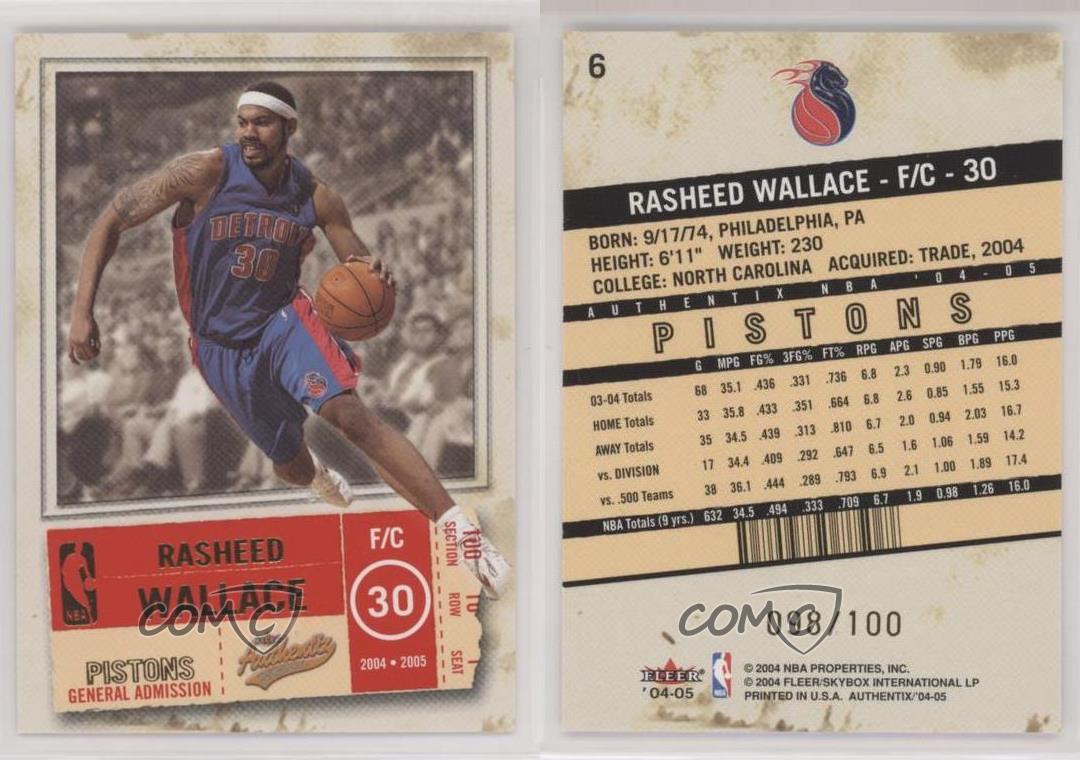 DETROIT
30
NBA
RASHEED
WALLACE
PISTONS
GENERAL ADMISSION
Authentix
F/C
30
2004 • 2005
SECTION 100
ROW 10
SEAT
COMC
6
RASHEED WALLACE - F/C - 30
BORN: 9/17/74, PHILADELPHIA, PA
HEIGHT: 6'11" WEIGHT: 230
COLLEGE: NORTH CAROLINA ACQUIRED: TRADE, 2004
AUTHENTIX NBA '04-05
PISTONS
G MPG FG% 3FG% FT% RPG APG SPG BPG PPG
03-04 Totals 68 35.1 .436 .331 .736 6.8 2.3 0.90 1.79 16.0
HOME Totals 33 35.8 .433 .351 .664 6.8 2.6 0.85 1.55 15.3
AWAY Totals 35 34.5 .439 .313 .810 6.7 2.0 0.94 2.03 16.7
vs. DIVISION 17 34.4 .409 .292 .647 6.5 1.6 1.06 1.59 14.2
vs. .500 Teams 38 36.1 .444 .289 .793 6.9 2.1 1.00 1.89 17.4
NBA Totals (9 yrs.) 632 34.5 .494 .333 .709 6.7 1.9 0.98 1.26 16.0
COMC
098/100
FLEER
'04-05
NBA
© 2004 NBA PROPERTIES, INC.
© 2004 FLEER/SKYBOX INTERNATIONAL LP
PRINTED IN U.S.A. AUTHENTIX/'04-05